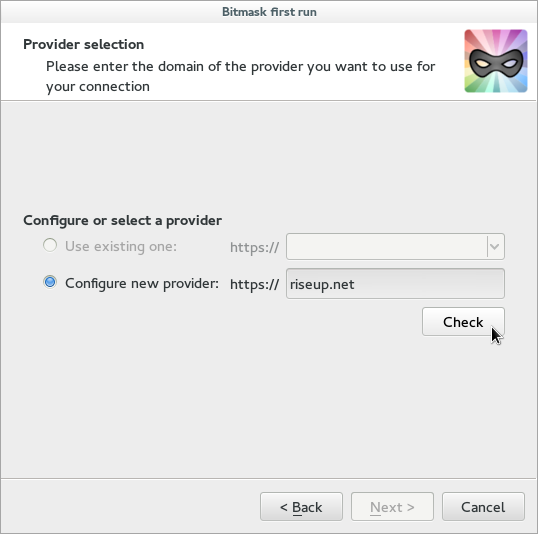 Bitmask first run
Provider selection
Please enter the domain of the provider you want to use for
your connection
Configure or select a provider
Use existing one: https://
Configure new provider: https:// riseup.net
Check
< Back Next > Cancel